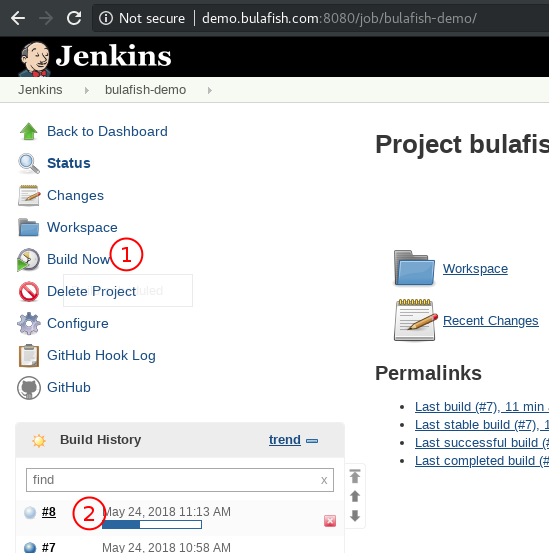 Not secure | demo.bulafish.com:8080/job/bulafish-demo/
Jenkins
Jenkins bulafish-demo
Back to Dashboard
Status
Changes
Workspace
Build Now 1
Delete Project
Configure
GitHub Hook Log
GitHub
Build History trend
find x
#8 2 May 24, 2018 11:13 AM
#7 May 24, 2018 10:58 AM
Project bulafis
Workspace
Recent Changes
Permalinks
Last build (#7), 11 min
Last stable build (#7), 1
Last successful build (#
Last completed build (#